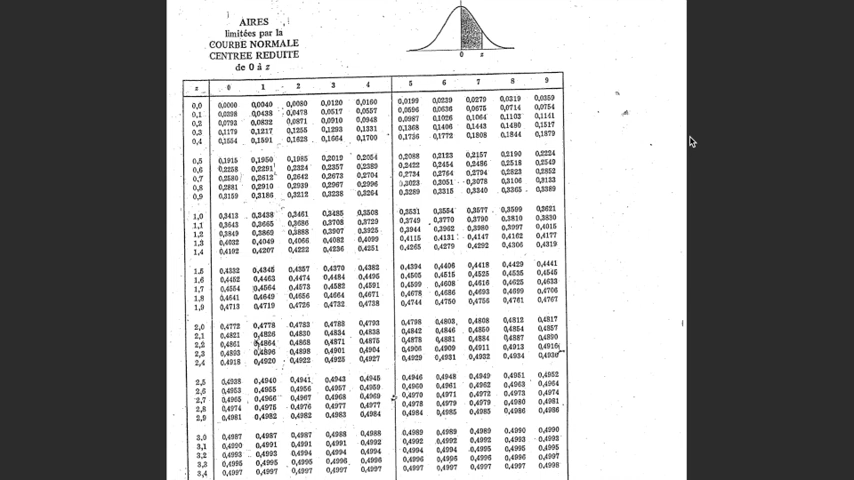 AIRES
limitées par la
COURBE NORMALE
CENTREE REDUITE
de 0 à z
0 z
z 0 1 2 3 4 5 6 7 8 9
0,0 0,0000 0,0040 0,0080 0,0120 0,0160 0,0199 0,0239 0,0279 0,0319 0,0359
0,1 0,0398 0,0438 0,0478 0,0517 0,0557 0,0596 0,0636 0,0675 0,0714 0,0754
0,2 0,0793 0,0832 0,0871 0,0910 0,0948 0,0987 0,1026 0,1064 0,1103 0,1141
0,3 0,1179 0,1217 0,1255 0,1293 0,1331 0,1368 0,1406 0,1443 0,1480 0,1517
0,4 0,1554 0,1591 0,1628 0,1664 0,1700 0,1736 0,1772 0,1808 0,1844 0,1879
0,5 0,1915 0,1950 0,1985 0,2019 0,2054 0,2088 0,2123 0,2157 0,2190 0,2224
0,6 0,2258 0,2291 0,2324 0,2357 0,2389 0,2422 0,2454 0,2486 0,2518 0,2549
0,7 0,2580 0,2612 0,2642 0,2673 0,2704 0,2734 0,2764 0,2794 0,2823 0,2852
0,8 0,2881 0,2910 0,2939 0,2967 0,2996 0,3023 0,3051 0,3078 0,3106 0,3133
0,9 0,3159 0,3186 0,3212 0,3238 0,3264 0,3289 0,3315 0,3340 0,3365 0,3389
1,0 0,3413 0,3438 0,3461 0,3485 0,3508 0,3531 0,3554 0,3577 0,3599 0,3621
1,1 0,3643 0,3665 0,3686 0,3708 0,3729 0,3749 0,3770 0,3790 0,3810 0,3830
1,2 0,3849 0,3869 0,3888 0,3907 0,3925 0,3944 0,3962 0,3980 0,3997 0,4015
1,3 0,4032 0,4049 0,4066 0,4082 0,4099 0,4115 0,4131 0,4147 0,4162 0,4177
1,4 0,4192 0,4207 0,4222 0,4236 0,4251 0,4265 0,4279 0,4292 0,4306 0,4319
1,5 0,4332 0,4345 0,4357 0,4370 0,4382 0,4394 0,4406 0,4418 0,4429 0,4441
1,6 0,4452 0,4463 0,4474 0,4484 0,4495 0,4505 0,4515 0,4525 0,4535 0,4545
1,7 0,4554 0,4564 0,4573 0,4582 0,4591 0,4599 0,4608 0,4616 0,4625 0,4633
1,8 0,4641 0,4649 0,4656 0,4664 0,4671 0,4678 0,4686 0,4693 0,4699 0,4706
1,9 0,4713 0,4719 0,4726 0,4732 0,4738 0,4744 0,4750 0,4756 0,4761 0,4767
2,0 0,4772 0,4778 0,4783 0,4788 0,4793 0,4798 0,4803 0,4808 0,4812 0,4817
2,1 0,4821 0,4826 0,4830 0,4834 0,4838 0,4842 0,4846 0,4850 0,4854 0,4857
2,2 0,4861 0,4864 0,4868 0,4871 0,4875 0,4878 0,4881 0,4884 0,4887 0,4890
2,3 0,4893 0,4896 0,4898 0,4901 0,4904 0,4906 0,4909 0,4911 0,4913 0,4916
2,4 0,4918 0,4920 0,4922 0,4925 0,4927 0,4929 0,4931 0,4932 0,4934 0,4936
2,5 0,4938 0,4940 0,4941 0,4943 0,4945 0,4946 0,4948 0,4949 0,4951 0,4952
2,6 0,4953 0,4955 0,4956 0,4957 0,4959 0,4960 0,4961 0,4962 0,4963 0,4964
2,7 0,4965 0,4966 0,4967 0,4968 0,4969 0,4970 0,4971 0,4972 0,4973 0,4974
2,8 0,4974 0,4975 0,4976 0,4977 0,4977 0,4978 0,4979 0,4979 0,4980 0,4981
2,9 0,4981 0,4982 0,4982 0,4983 0,4984 0,4984 0,4985 0,4985 0,4986 0,4986
3,0 0,4987 0,4987 0,4987 0,4988 0,4988 0,4989 0,4989 0,4989 0,4990 0,4990
3,1 0,4990 0,4991 0,4991 0,4991 0,4992 0,4992 0,4992 0,4992 0,4993 0,4993
3,2 0,4993 0,4993 0,4994 0,4994 0,4994 0,4994 0,4994 0,4995 0,4995 0,4995
3,3 0,4995 0,4995 0,4995 0,4996 0,4996 0,4996 0,4996 0,4996 0,4996 0,4997
3,4 0,4997 0,4997 0,4997 0,4997 0,4997 0,4997 0,4997 0,4997 0,4997 0,4998